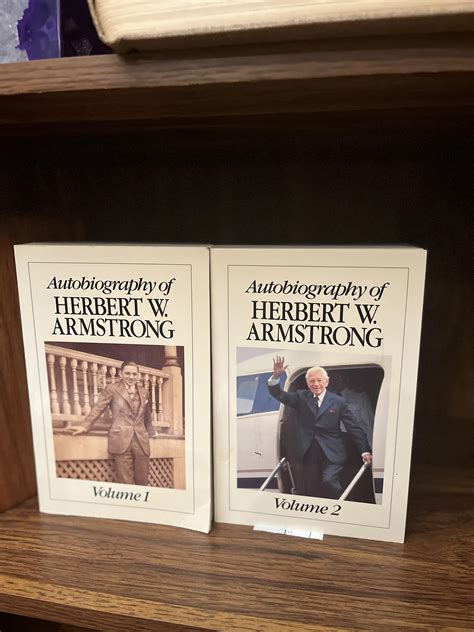 Autobiography of
HERBERT W.
ARMSTRONG
Volume 1
Autobiography of
HERBERT W.
ARMSTRONG
Volume 2